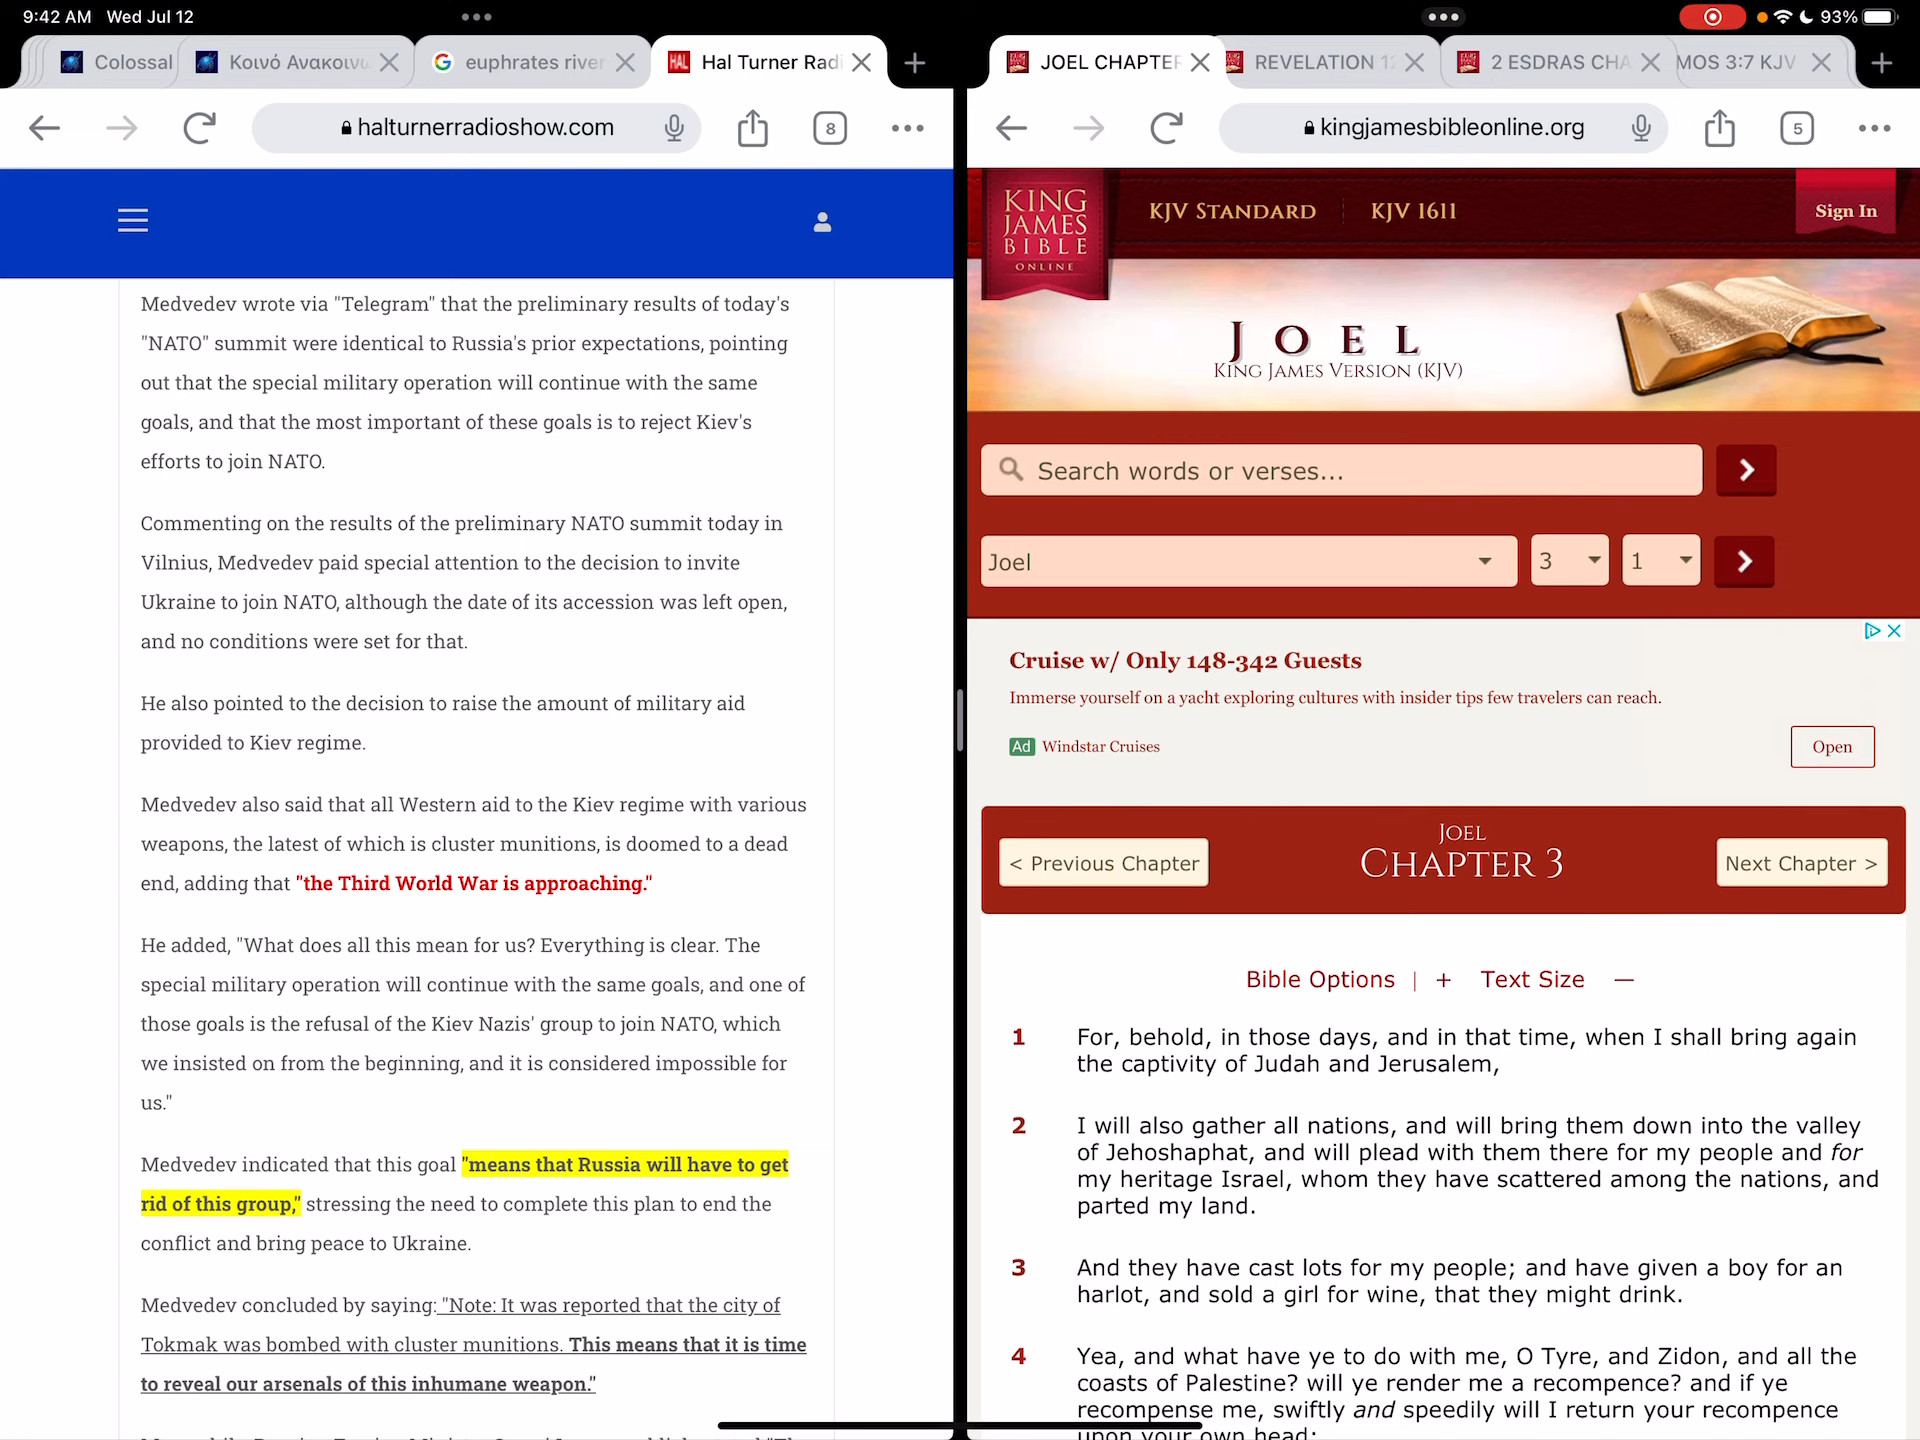 9:42 AM Wed Jul 12
93%
Colossal
Κοινό Ανακοινω
euphrates river
HAL
Hal Turner Radi
JOEL CHAPTER
REVELATION 12
2 ESDRAS CHA
MOS 3:7 KJV
halturnerradioshow.com
8
kingjamesbibleonline.org
5
Medvedev wrote via "Telegram" that the preliminary results of today's
"NATO" summit were identical to Russia's prior expectations, pointing
out that the special military operation will continue with the same
goals, and that the most important of these goals is to reject Kiev's
efforts to join NATO.
Commenting on the results of the preliminary NATO summit today in
Vilnius, Medvedev paid special attention to the decision to invite
Ukraine to join NATO, although the date of its accession was left open,
and no conditions were set for that.
He also pointed to the decision to raise the amount of military aid
provided to Kiev regime.
Medvedev also said that all Western aid to the Kiev regime with various
weapons, the latest of which is cluster munitions, is doomed to a dead
end, adding that "the Third World War is approaching."
He added, "What does all this mean for us? Everything is clear. The
special military operation will continue with the same goals, and one of
those goals is the refusal of the Kiev Nazis' group to join NATO, which
we insisted on from the beginning, and it is considered impossible for
us."
Medvedev indicated that this goal "means that Russia will have to get
rid of this group," stressing the need to complete this plan to end the
conflict and bring peace to Ukraine.
Medvedev concluded by saying: "Note: It was reported that the city of
Tokmak was bombed with cluster munitions. This means that it is time
to reveal our arsenals of this inhumane weapon."
KING
JAMES
BIBLE
ONLINE
KJV STANDARD
KJV 1611
Sign In
JOEL
KING JAMES VERSION (KJV)
Search words or verses...
Joel
3
1
Cruise w/ Only 148-342 Guests
Immerse yourself on a yacht exploring cultures with insider tips few travelers can reach.
Ad Windstar Cruises
Open
< Previous Chapter
JOEL
CHAPTER 3
Next Chapter >
Bible Options | + Text Size —
1 For, behold, in those days, and in that time, when I shall bring again
the captivity of Judah and Jerusalem,
2 I will also gather all nations, and will bring them down into the valley
of Jehoshaphat, and will plead with them there for my people and for
my heritage Israel, whom they have scattered among the nations, and
parted my land.
3 And they have cast lots for my people; and have given a boy for an
harlot, and sold a girl for wine, that they might drink.
4 Yea, and what have ye to do with me, O Tyre, and Zidon, and all the
coasts of Palestine? will ye render me a recompence? and if ye
recompense me, swiftly and speedily will I return your recompence
upon your own head;